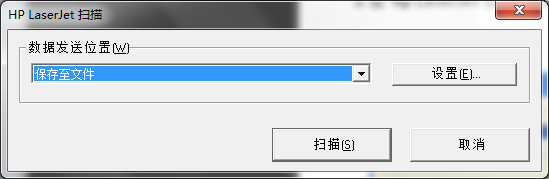 HP LaserJet 扫描
数据发送位置(W)
保存至文件
设置(E)...
扫描(S)
取消